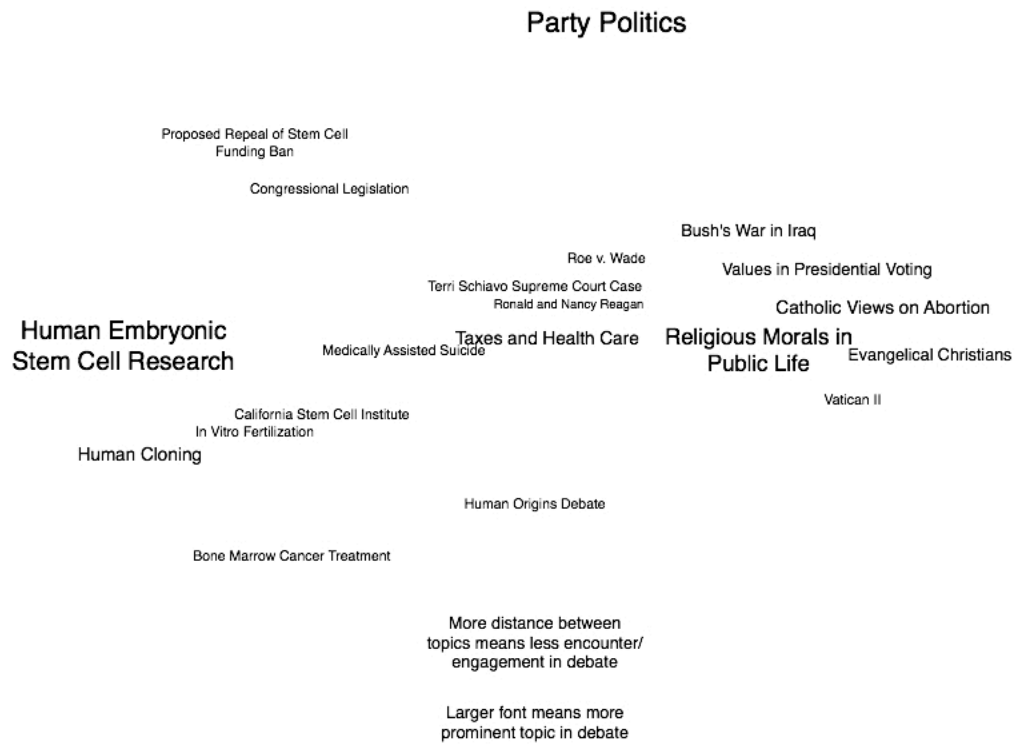 Party Politics
Proposed Repeal of Stem Cell
Funding Ban
Congressional Legislation
Bush's War in Iraq
Roe v. Wade
Values in Presidential Voting
Terri Schiavo Supreme Court Case
Ronald and Nancy Reagan
Catholic Views on Abortion
Human Embryonic
Stem Cell Research
Medically Assisted Suicide
Taxes and Health Care
Religious Morals in
Public Life
Evangelical Christians
Vatican II
California Stem Cell Institute
In Vitro Fertilization
Human Cloning
Human Origins Debate
Bone Marrow Cancer Treatment
More distance between
topics means less encounter/
engagement in debate
Larger font means more
prominent topic in debate